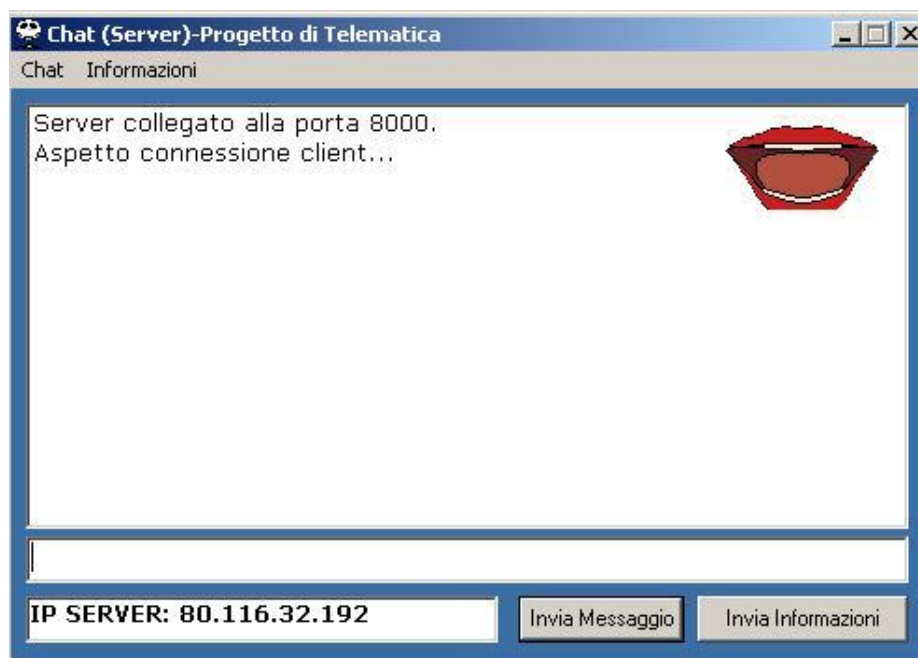 Chat (Server)-Progetto di Telematica
Chat Informazioni
Server collegato alla porta 8000.
Aspetto connessione client...
IP SERVER: 80.116.32.192
Invia Messaggio
Invia Informazioni